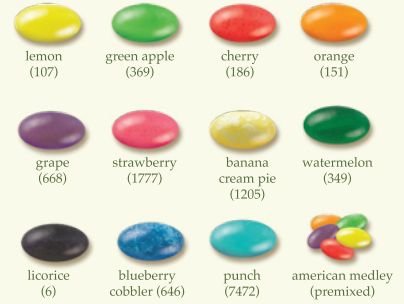 lemon
(107)
green apple
(369)
cherry
(186)
orange
(151)
grape
(668)
strawberry
(1777)
banana
cream pie
(1205)
watermelon
(349)
licorice
(6)
blueberry
cobbler (646)
punch
(7472)
american medley
(premixed)